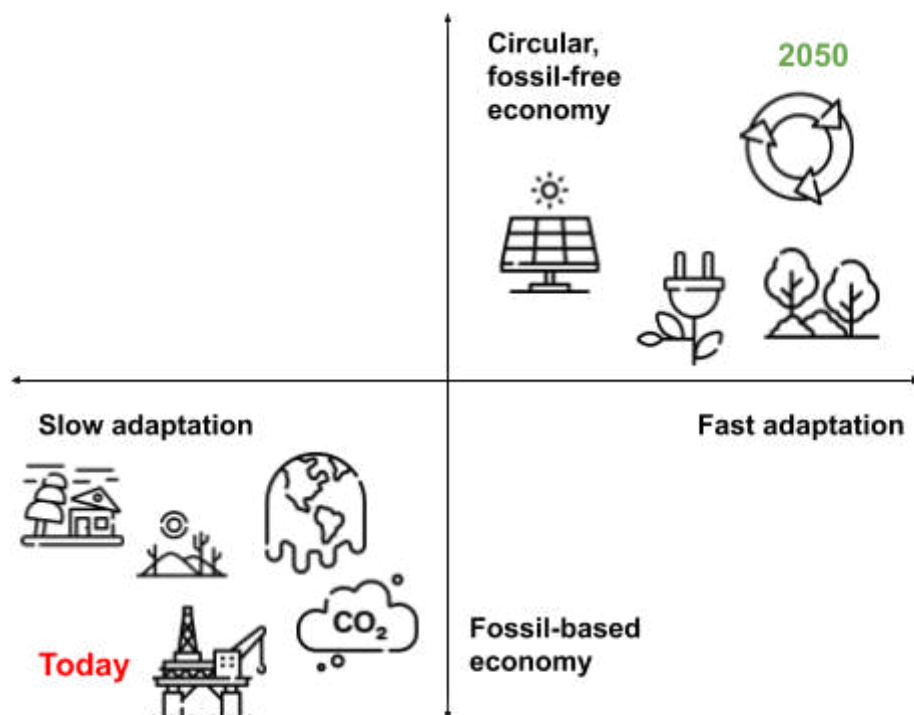 Circular,
fossil-free
economy
2050
Slow adaptation
Fast adaptation
CO₂
Today
Fossil-based
economy